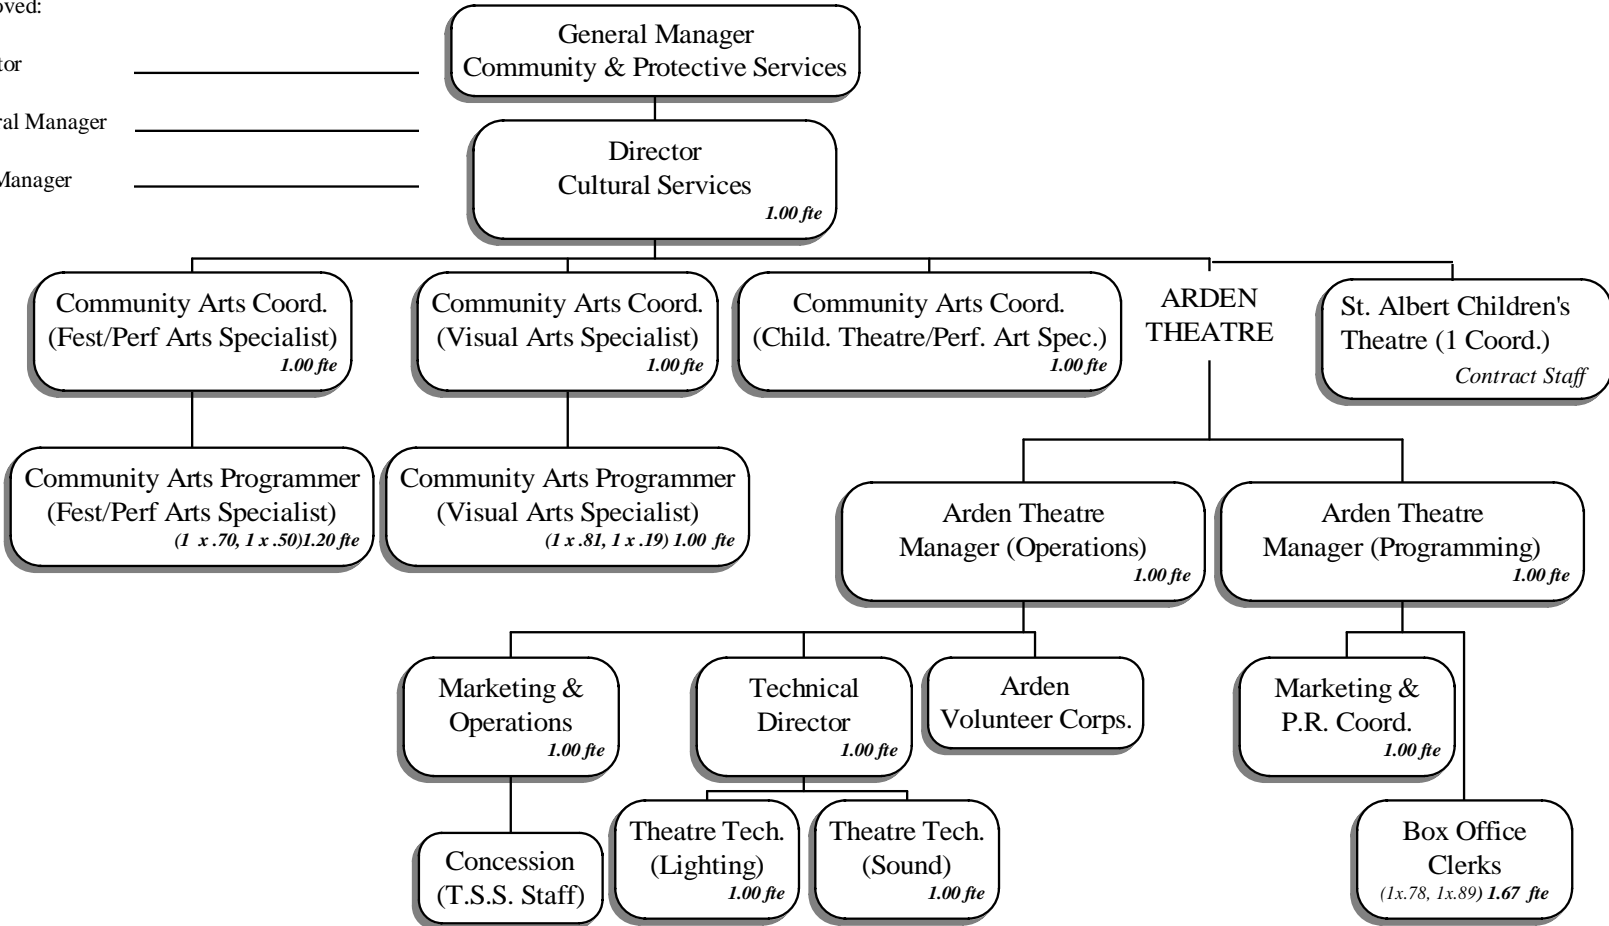 oved:
tor
ral Manager
Manager
General Manager
Community & Protective Services
Director
Cultural Services
1.00 fte
Community Arts Coord.
(Fest/Perf Arts Specialist)
1.00 fte
Community Arts Coord.
(Visual Arts Specialist)
1.00 fte
Community Arts Coord.
(Child. Theatre/Perf. Art Spec.)
1.00 fte
ARDEN
THEATRE
St. Albert Children's
Theatre (1 Coord.)
Contract Staff
Community Arts Programmer
(Fest/Perf Arts Specialist)
(1 x .70, 1 x .50)1.20 fte
Community Arts Programmer
(Visual Arts Specialist)
(1 x .81, 1 x .19) 1.00 fte
Arden Theatre
Manager (Operations)
1.00 fte
Arden Theatre
Manager (Programming)
1.00 fte
Marketing &
Operations
1.00 fte
Technical
Director
1.00 fte
Arden
Volunteer Corps.
Marketing &
P.R. Coord.
1.00 fte
Concession
(T.S.S. Staff)
Theatre Tech.
(Lighting)
1.00 fte
Theatre Tech.
(Sound)
1.00 fte
Box Office
Clerks
(1x.78, 1x.89) 1.67 fte